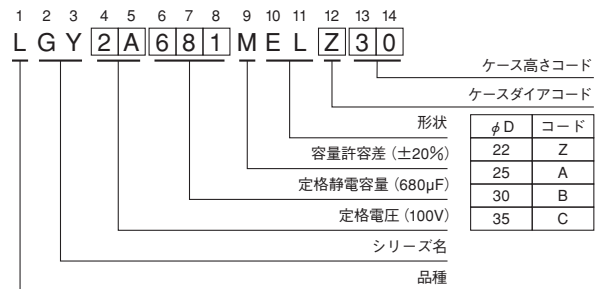 1 2 3 4 5 6 7 8 9 10 11 12 13 14
L G Y 2 A 6 8 1 M E L Z 3 0
ケース高さコード
ケースダイアコード
形状
容量許容差（±20%）
定格静電容量（680µF）
定格電圧（100V）
シリーズ名
品種
φD コード
22 Z
25 A
30 B
35 C